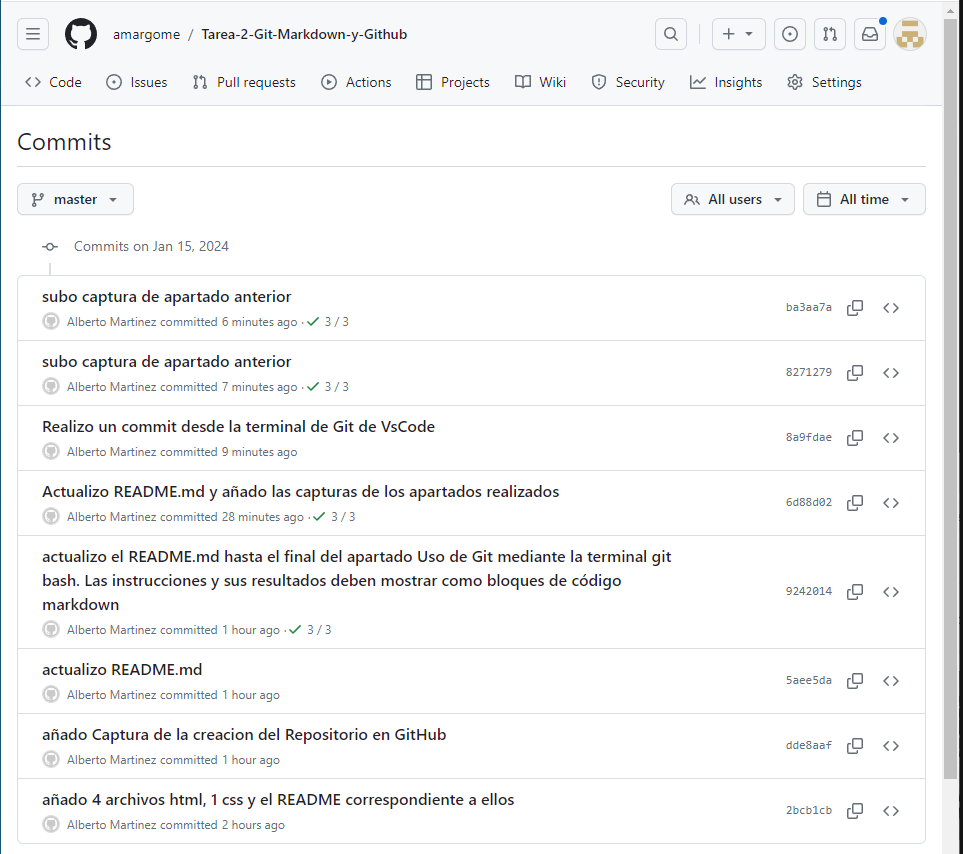 amargome / Tarea-2-Git-Markdown-y-Github
Code Issues Pull requests Actions Projects Wiki Security Insights Settings
Commits
master All users All time
Commits on Jan 15, 2024
subo captura de apartado anterior
Alberto Martinez committed 6 minutes ago · 3 / 3
ba3aa7a
subo captura de apartado anterior
Alberto Martinez committed 7 minutes ago · 3 / 3
8271279
Realizo un commit desde la terminal de Git de VsCode
Alberto Martinez committed 9 minutes ago
8a9fdae
Actualizo README.md y añado las capturas de los apartados realizados
Alberto Martinez committed 28 minutes ago · 3 / 3
6d88d02
actualizo el README.md hasta el final del apartado Uso de Git mediante la terminal git
bash. Las instrucciones y sus resultados deben mostrar como bloques de código
markdown
Alberto Martinez committed 1 hour ago · 3 / 3
9242014
actualizo README.md
Alberto Martinez committed 1 hour ago
5aee5da
añado Captura de la creacion del Repositorio en GitHub
Alberto Martinez committed 1 hour ago
dde8aaf
añado 4 archivos html, 1 css y el README correspondiente a ellos
Alberto Martinez committed 2 hours ago
2bcb1cb